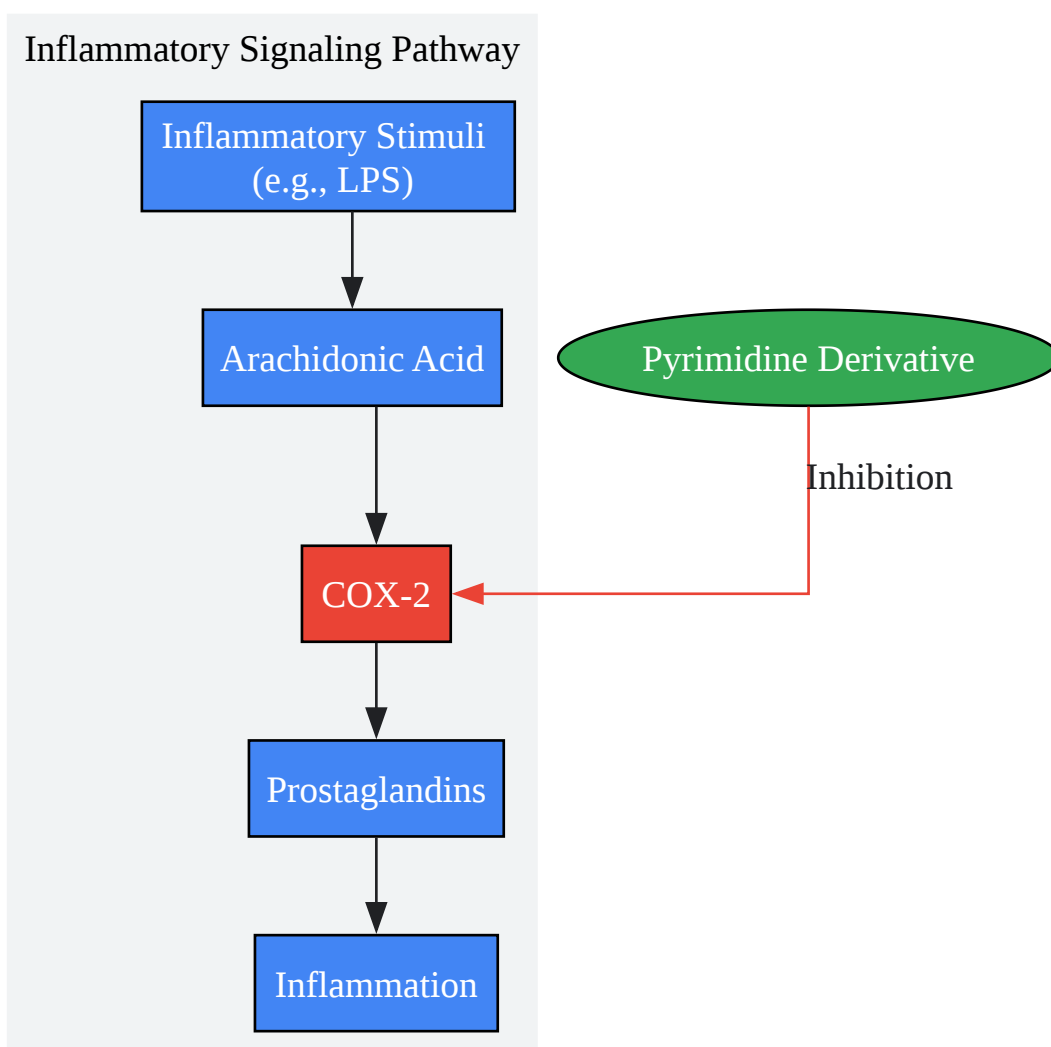 Inflammatory Signaling Pathway
Inflammatory Stimuli
(e.g., LPS)
Arachidonic Acid
Pyrimidine Derivative
Inhibition
COX-2
Prostaglandins
Inflammation